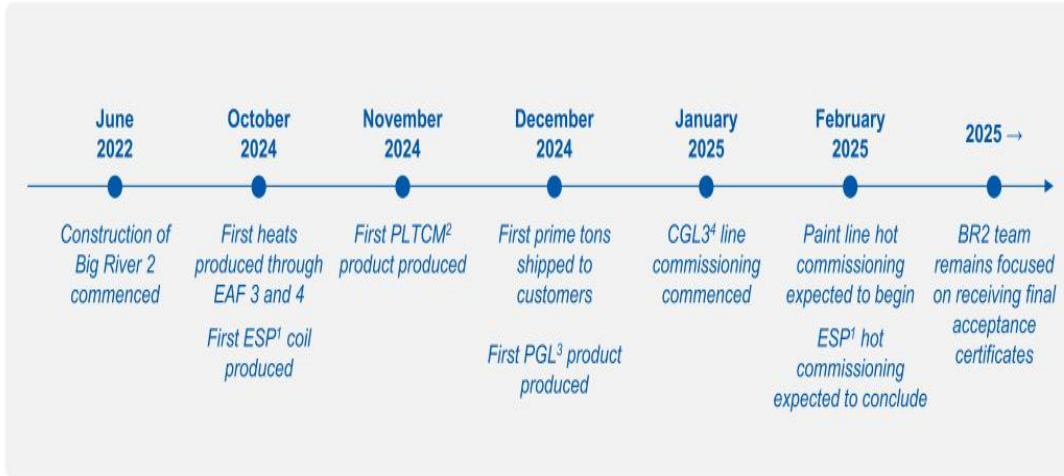 June
2022
Construction of
Big River 2
commenced
October
2024
First heats
produced through
EAF 3 and 4
First ESP¹ coil
produced
November
2024
First PLTCM²
product produced
December
2024
First prime tons
shipped to
customers
First PGL³ product
produced
January
2025
CGL3⁴ line
commissioning
commenced
February
2025
Paint line hot
commissioning
expected to begin
ESP¹ hot
commissioning
expected to conclude
2025 →
BR2 team
remains focused
on receiving final
acceptance
certificates